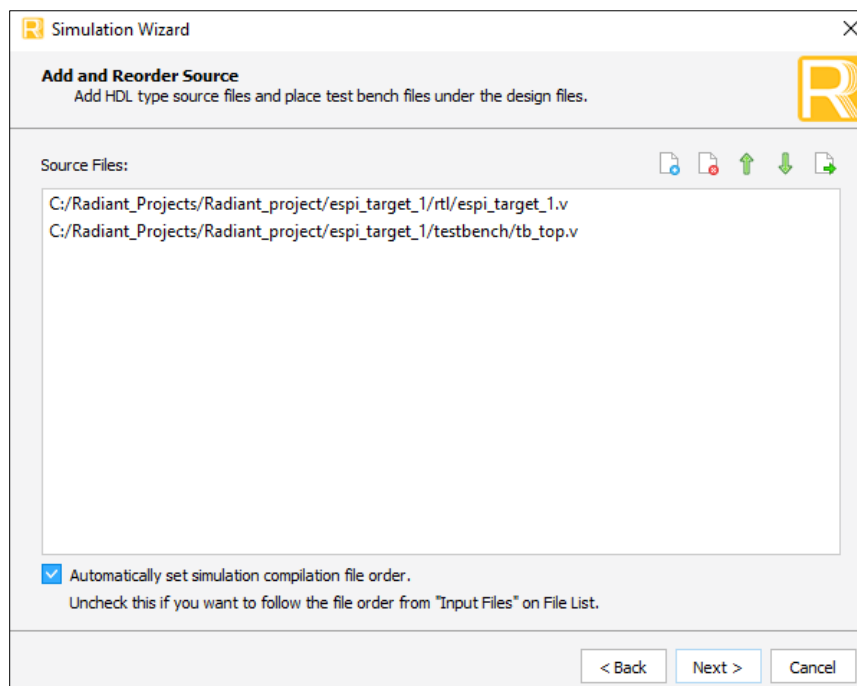 Simulation Wizard
Add and Reorder Source
Add HDL type source files and place test bench files under the design files.
Source Files:
C:/Radiant_Projects/Radiant_project/espi_target_1/rtl/espi_target_1.v
C:/Radiant_Projects/Radiant_project/espi_target_1/testbench/tb_top.v
Automatically set simulation compilation file order.
Uncheck this if you want to follow the file order from "Input Files" on File List.
< Back Next > Cancel